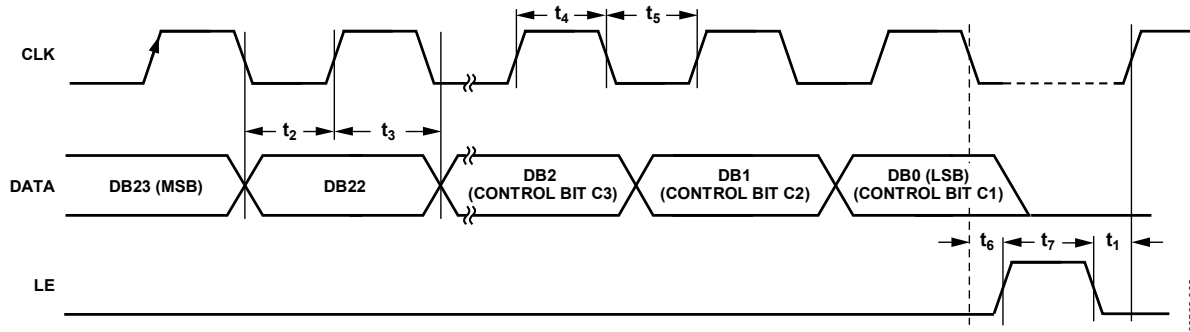 t4
t5
CLK
t2
t3
DATA
DB23 (MSB)
DB22
DB2
(CONTROL BIT C3)
DB1
(CONTROL BIT C2)
DB0 (LSB)
(CONTROL BIT C1)
t6
t7
t1
LE